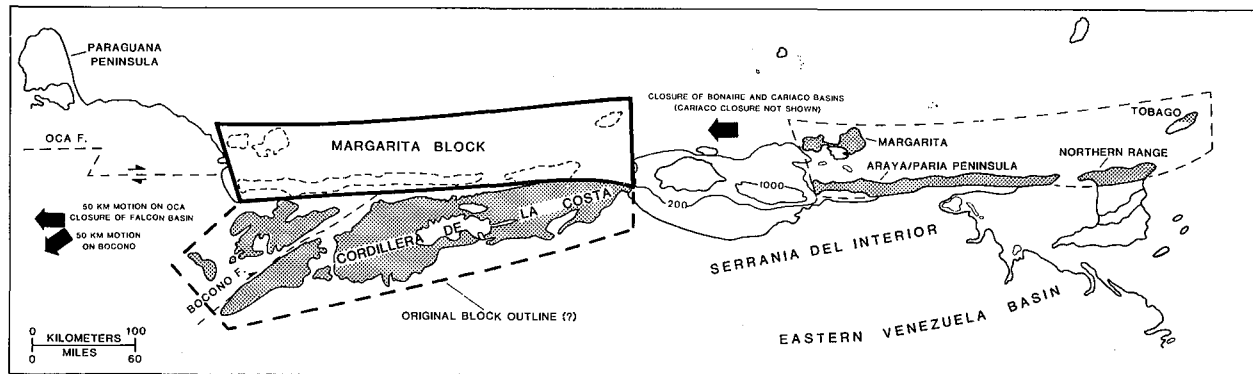 PARAGUANA
PENINSULA
OCA F.
MARGARITA BLOCK
CLOSURE OF BONAIRE AND CARIACO BASINS
(CARIACO CLOSURE NOT SHOWN)
TOBAGO
MARGARITA
NORTHERN RANGE
ARAYA/PARIA PENINSULA
1000
200
50 KM MOTION ON OCA
CLOSURE OF FALCON BASIN
50 KM MOTION
ON BOCONO
CORDILLERA DE LA COSTA
BOCONO F.
SERRANIA DEL INTERIOR
EASTERN VENEZUELA BASIN
ORIGINAL BLOCK OUTLINE (?)
0 100
KILOMETERS
MILES
0 60